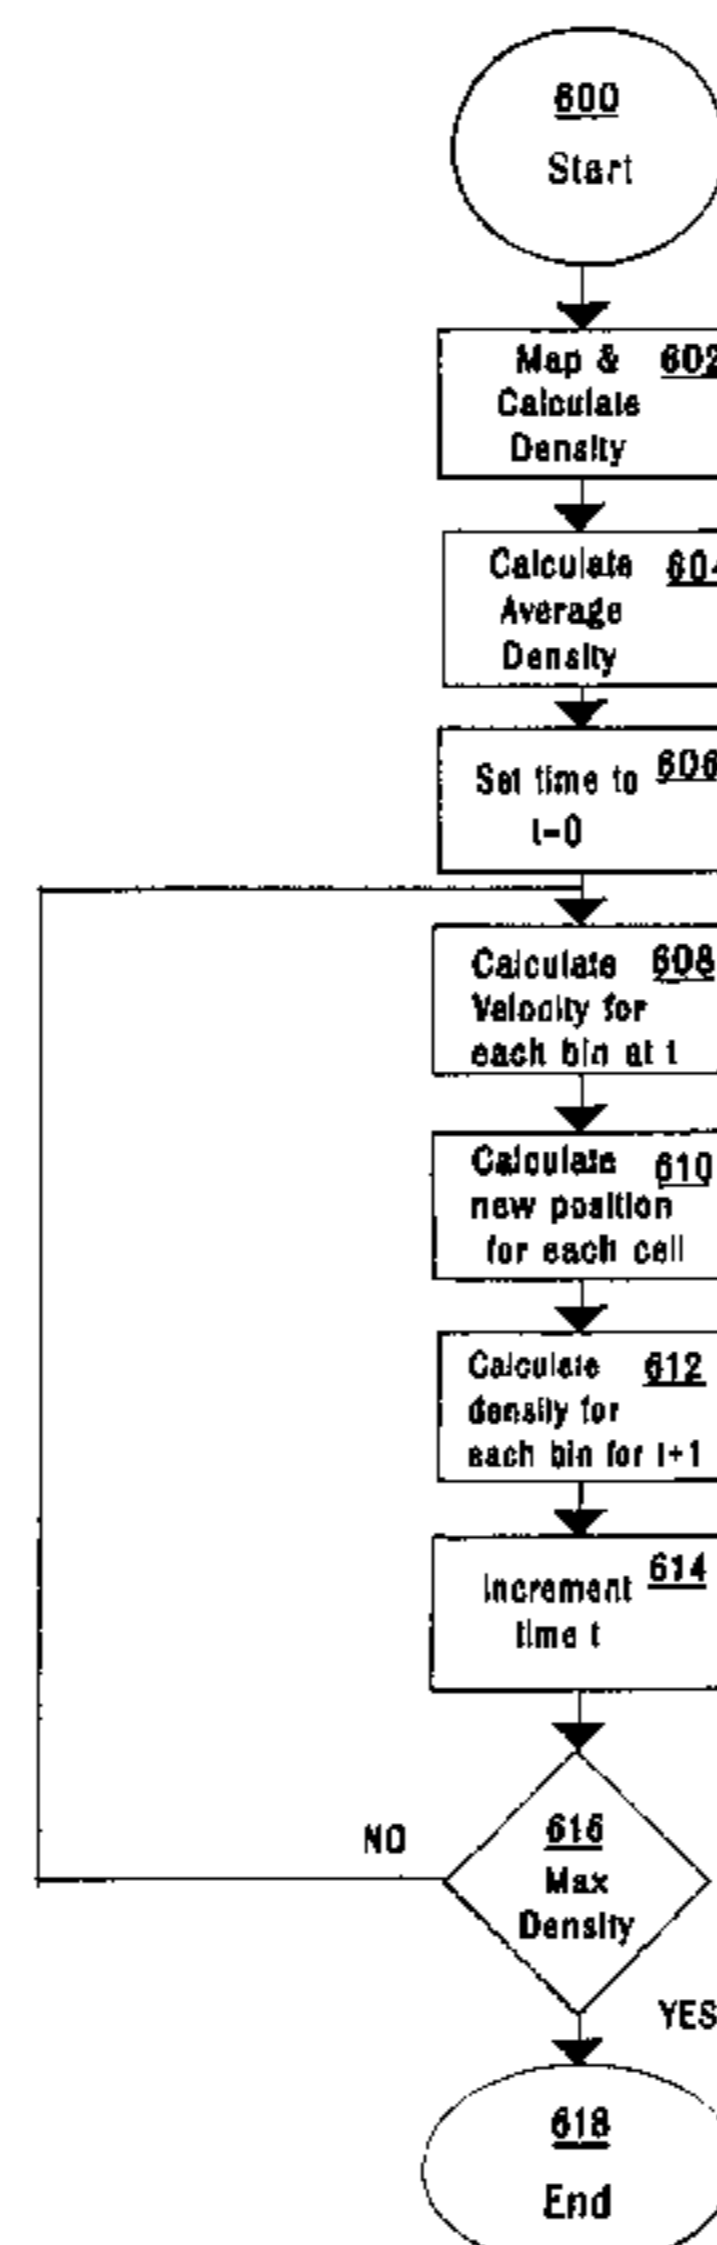 600
Start
Map & 602
Calculate
Density
Calculate 604
Average
Density
Set time to 606
t=0
Calculate 608
Velocity for
each bin at t
Calculate 610
new position
for each cell
Calculate 612
density for
each bin for t+1
Increment 614
time t
NO
616
Max
Density
YES
618
End